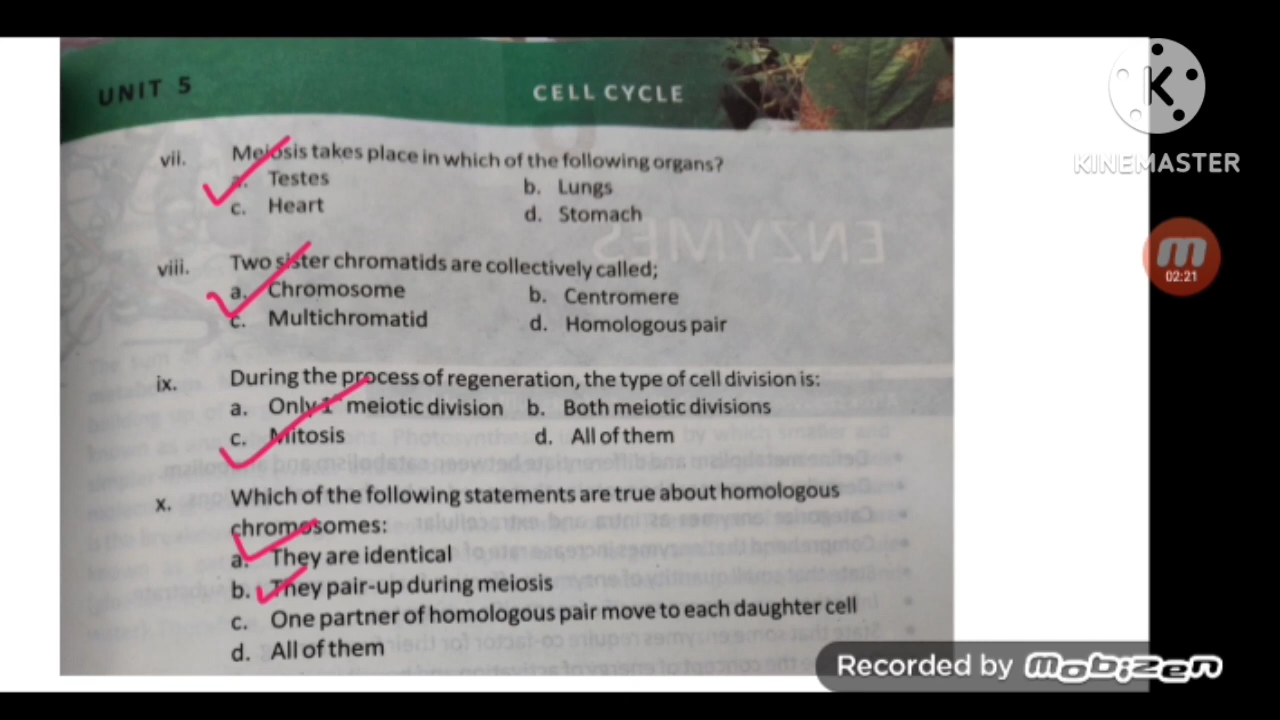 UNIT 5
CELL CYCLE
vii. Meiosis takes place in which of the following organs?
a. Testes b. Lungs
c. Heart d. Stomach
ENZYMES
viii. Two sister chromatids are collectively called;
a. Chromosome b. Centromere
c. Multichromatid d. Homologous pair
ix. During the process of regeneration, the type of cell division is:
a. Only 1st meiotic division b. Both meiotic divisions
c. Mitosis d. All of them
x. Which of the following statements are true about homologous
chromosomes:
a. They are identical
b. They pair-up during meiosis
c. One partner of homologous pair move to each daughter cell
d. All of them
K
KINEMASTER
02:21
Recorded by mobizen